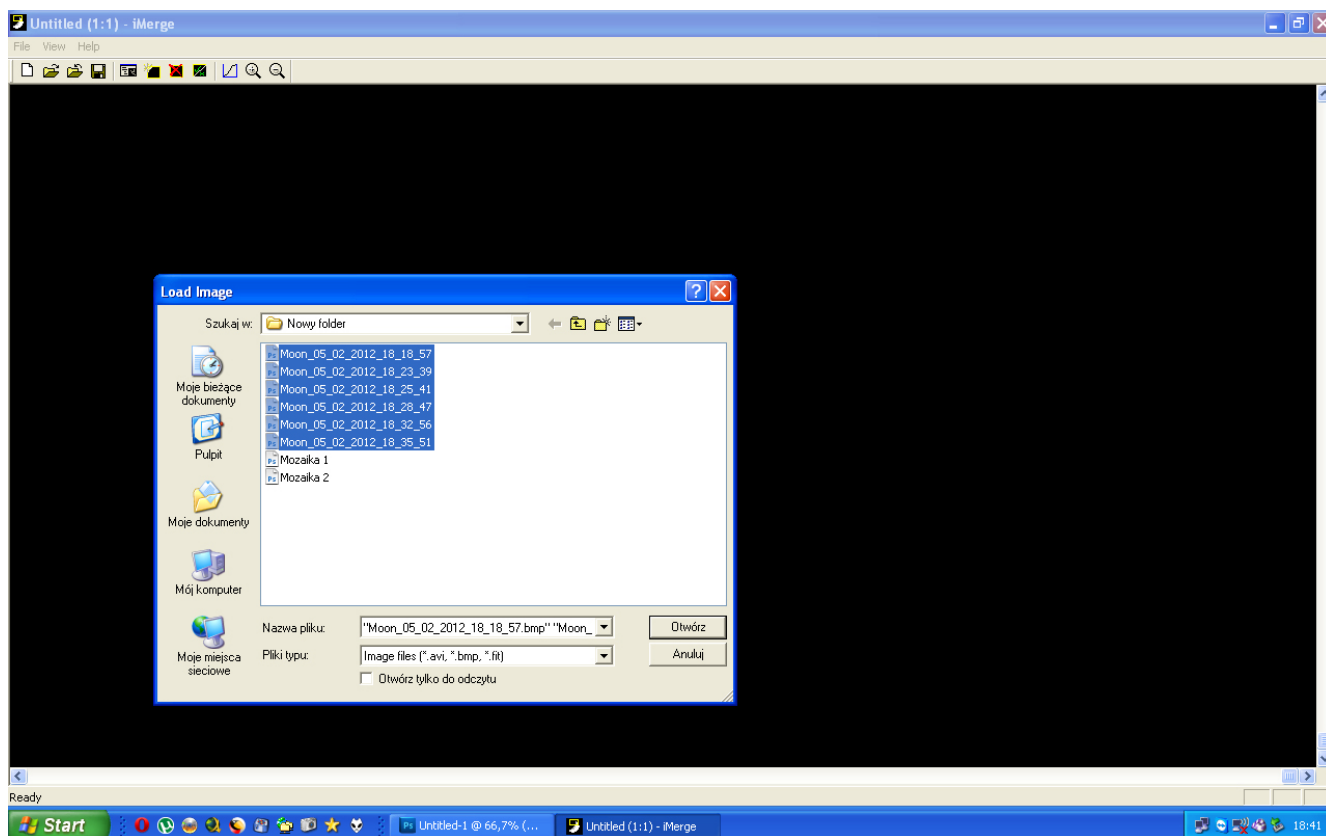 Untitled (1:1) - iMerge
File View Help
Load Image
Szukaj w: Nowy folder
Moon_05_02_2012_18_18_57
Moon_05_02_2012_18_23_39
Moon_05_02_2012_18_25_41
Moon_05_02_2012_18_28_47
Moon_05_02_2012_18_32_56
Moon_05_02_2012_18_35_51
Mozaika 1
Mozaika 2
Moje bieżące
dokumenty
Pulpit
Moje dokumenty
Mój komputer
Moje miejsca
sieciowe
Nazwa pliku: "Moon_05_02_2012_18_18_57.bmp" "Moon_ Otwórz
Pliki typu: Image files (*.avi, *.bmp, *.fit) Anuluj
Otwórz tylko do odczytu
Ready
Start Ps Untitled-1 @ 66,7% (... Untitled (1:1) - iMerge 18:41